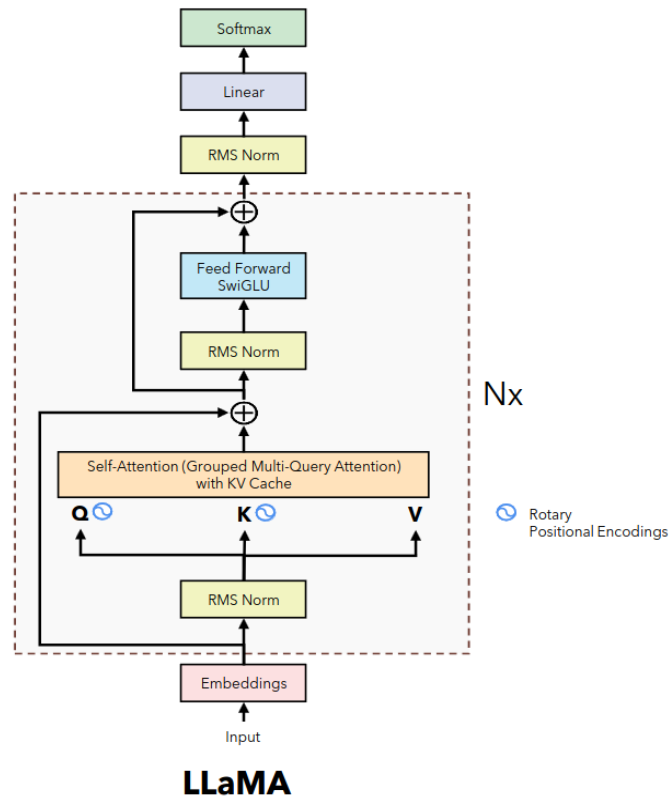 Softmax
Linear
RMS Norm
Feed Forward
SwiGLU
RMS Norm
Nx
Self-Attention (Grouped Multi-Query Attention)
with KV Cache
Q K V
Rotary
Positional Encodings
RMS Norm
Embeddings
Input
LLaMA